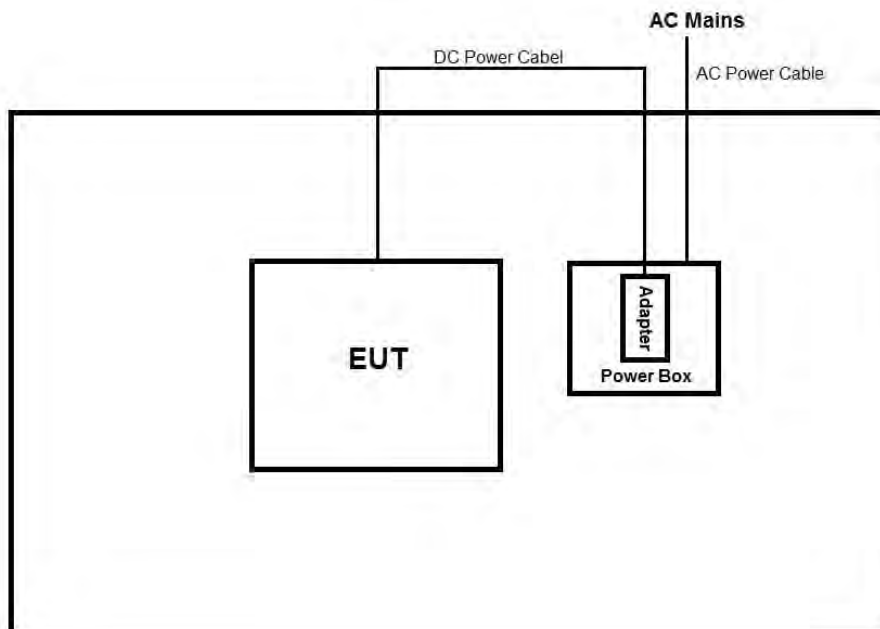 AC Mains
DC Power Cabel
AC Power Cable
EUT
Adapter
Power Box